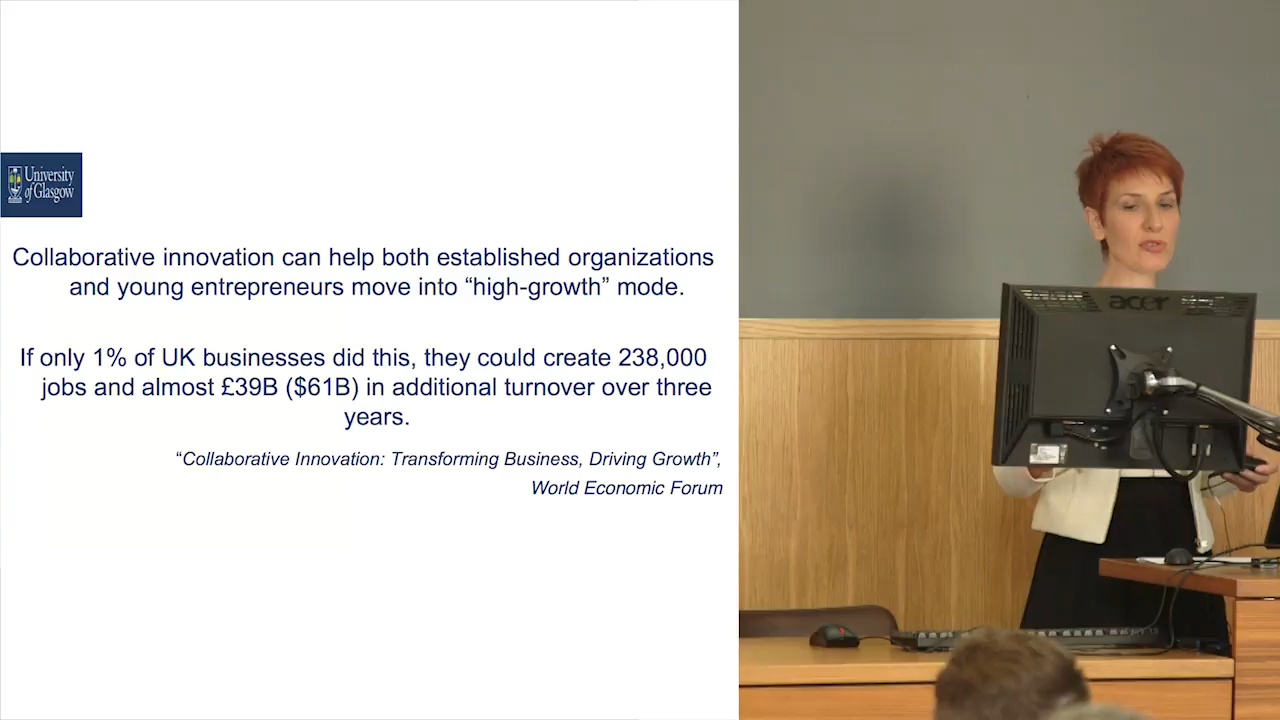 University
of Glasgow
Collaborative innovation can help both established organizations
and young entrepreneurs move into “high-growth” mode.
If only 1% of UK businesses did this, they could create 238,000
jobs and almost £39B ($61B) in additional turnover over three
years.
“Collaborative Innovation: Transforming Business, Driving Growth”,
World Economic Forum
acer